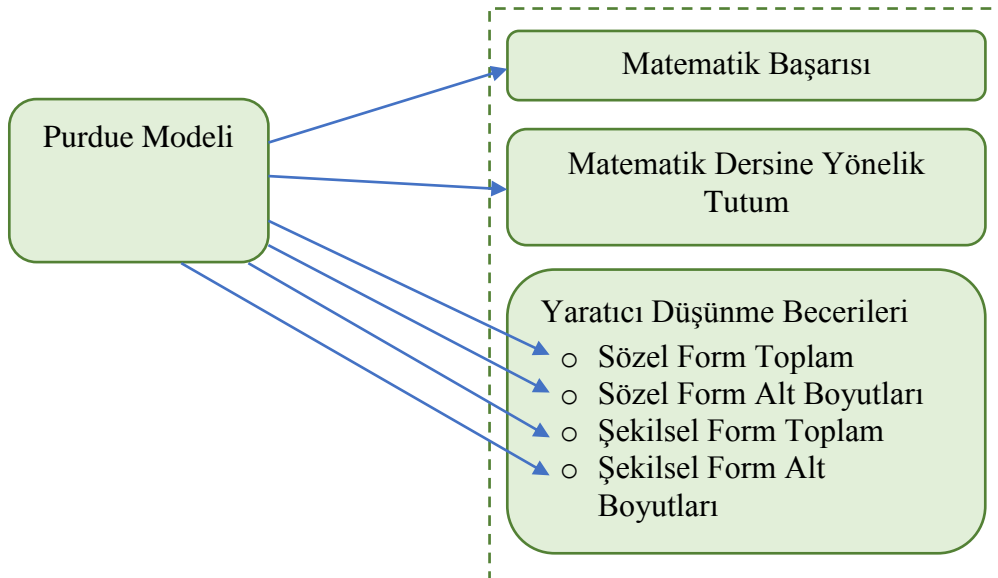 Purdue Modeli
Matematik Başarısı
Matematik Dersine Yönelik
Tutum
Yaratıcı Düşünme Becerileri
o Sözel Form Toplam
o Sözel Form Alt Boyutları
o Şekilsel Form Toplam
o Şekilsel Form Alt
Boyutları